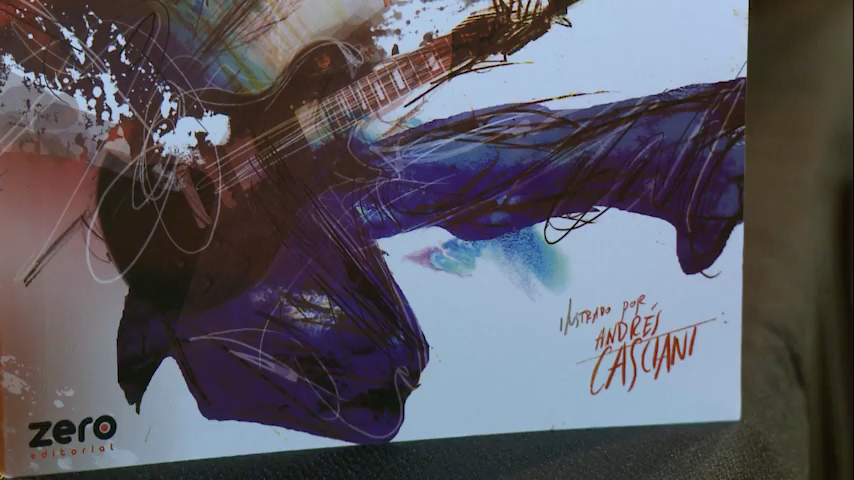 ilustrado por
Andrés
Casciani
zero
editorial